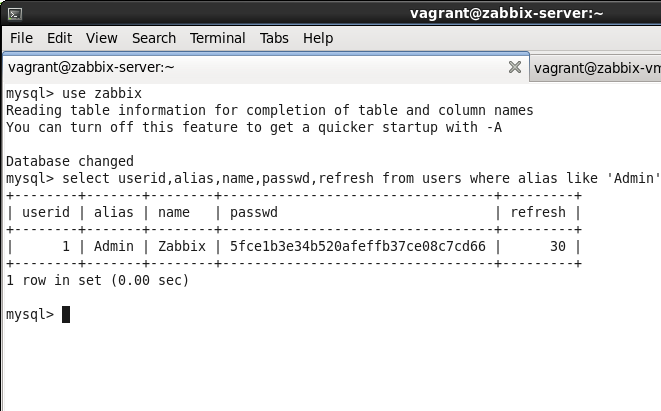 vagrant@zabbix-server:~
File Edit View Search Terminal Tabs Help
vagrant@zabbix-server:~ vagrant@zabbix-vm
mysql> use zabbix
Reading table information for completion of table and column names
You can turn off this feature to get a quicker startup with -A
Database changed
mysql> select userid,alias,name,passwd,refresh from users where alias like 'Admin'
+--------+-------+--------+----------------------------------+---------+
| userid | alias | name   | passwd                           | refresh |
+--------+-------+--------+----------------------------------+---------+
|      1 | Admin | Zabbix | 5fce1b3e34b520afeffb37ce08c7cd66 |      30 |
+--------+-------+--------+----------------------------------+---------+
1 row in set (0.00 sec)
mysql>